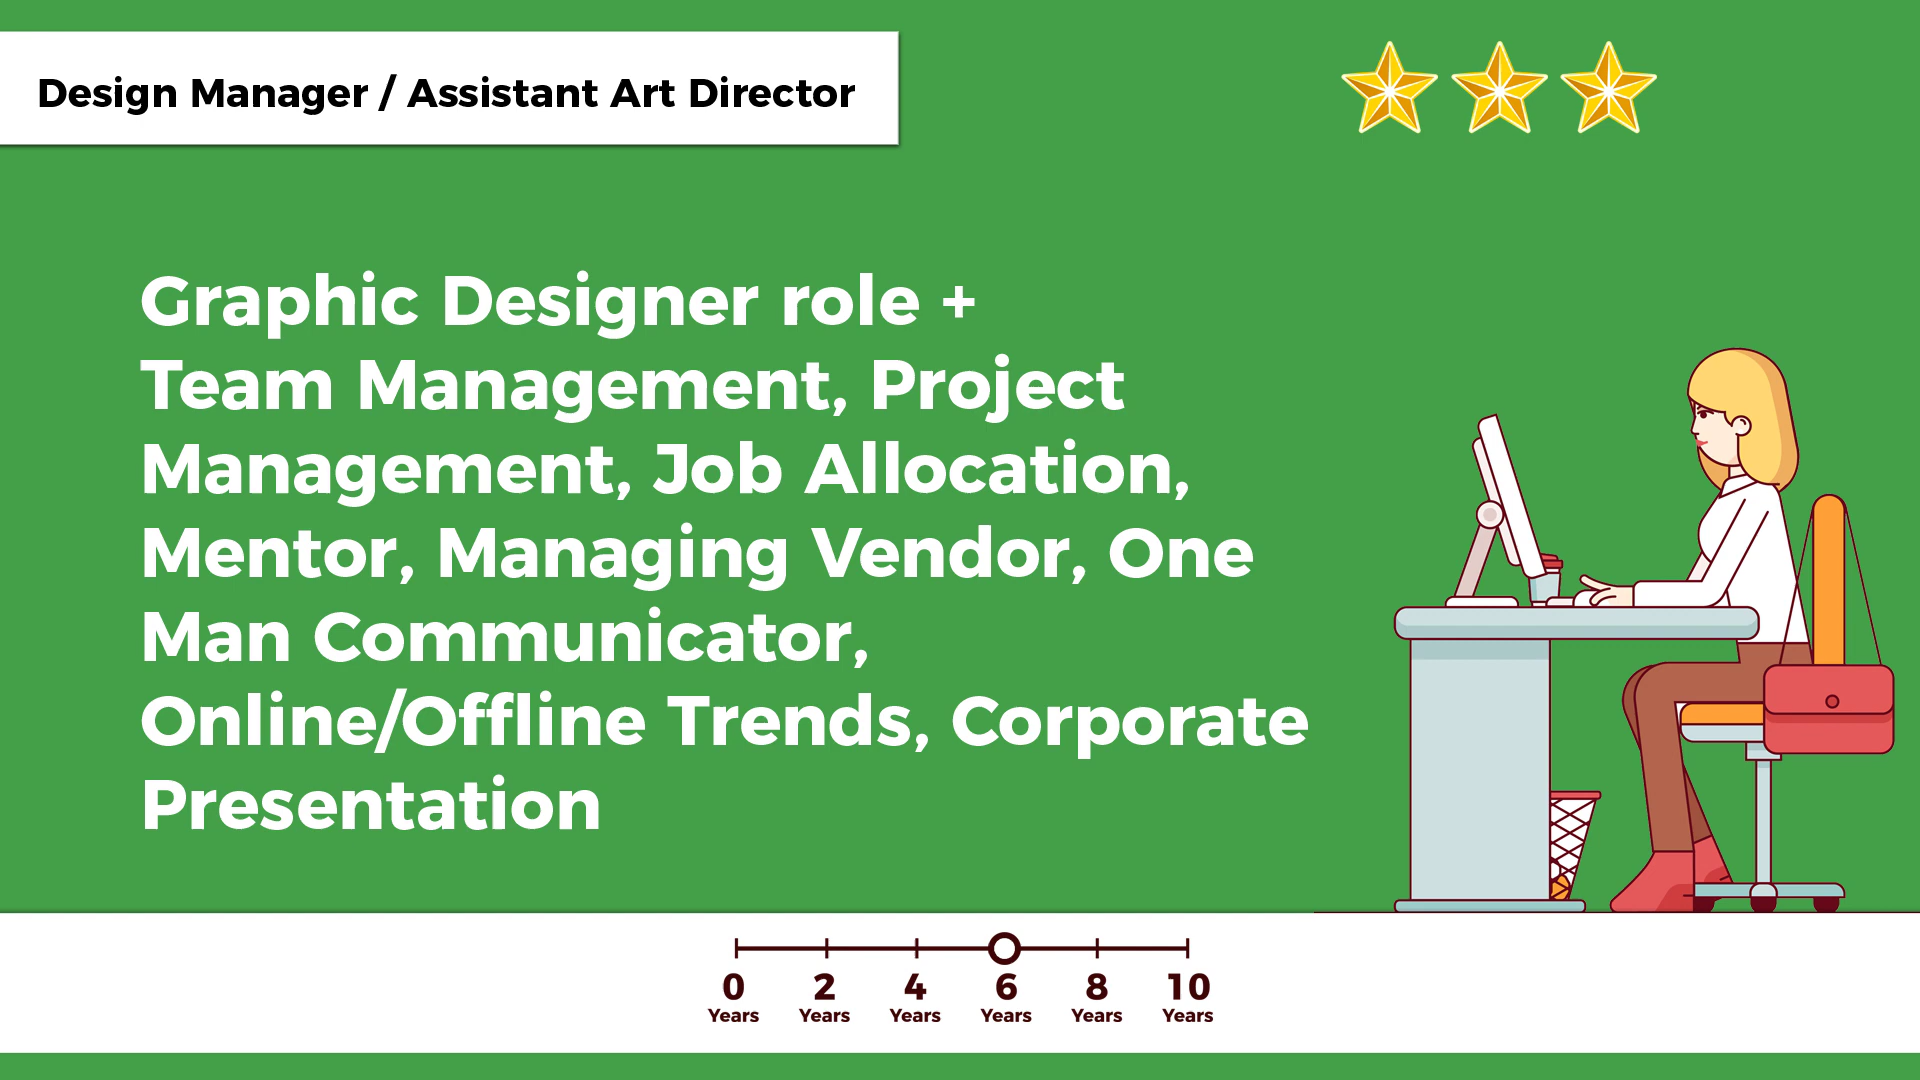 Design Manager / Assistant Art Director
Graphic Designer role +
Team Management, Project
Management, Job Allocation,
Mentor, Managing Vendor, One
Man Communicator,
Online/Offline Trends, Corporate
Presentation
0 2 4 6 8 10
Years Years Years Years Years Years